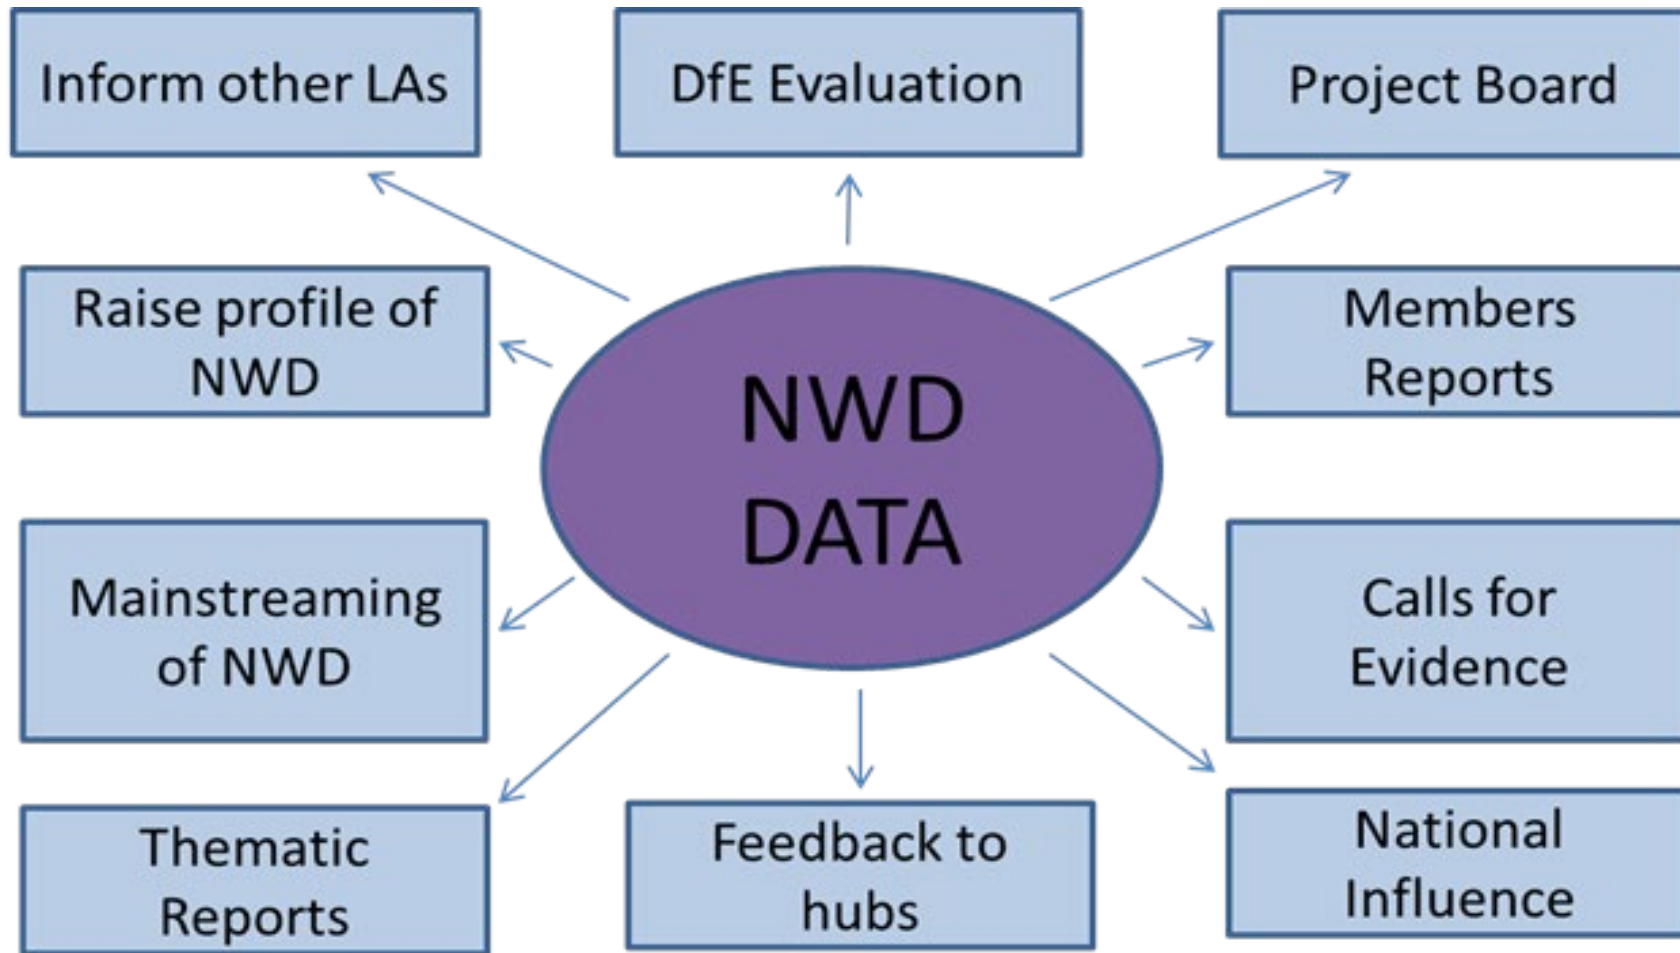 Inform other LAs
DfE Evaluation
Project Board
Raise profile of
NWD
NWD
DATA
Members
Reports
Mainstreaming
of NWD
Calls for
Evidence
Thematic
Reports
Feedback to
hubs
National
Influence